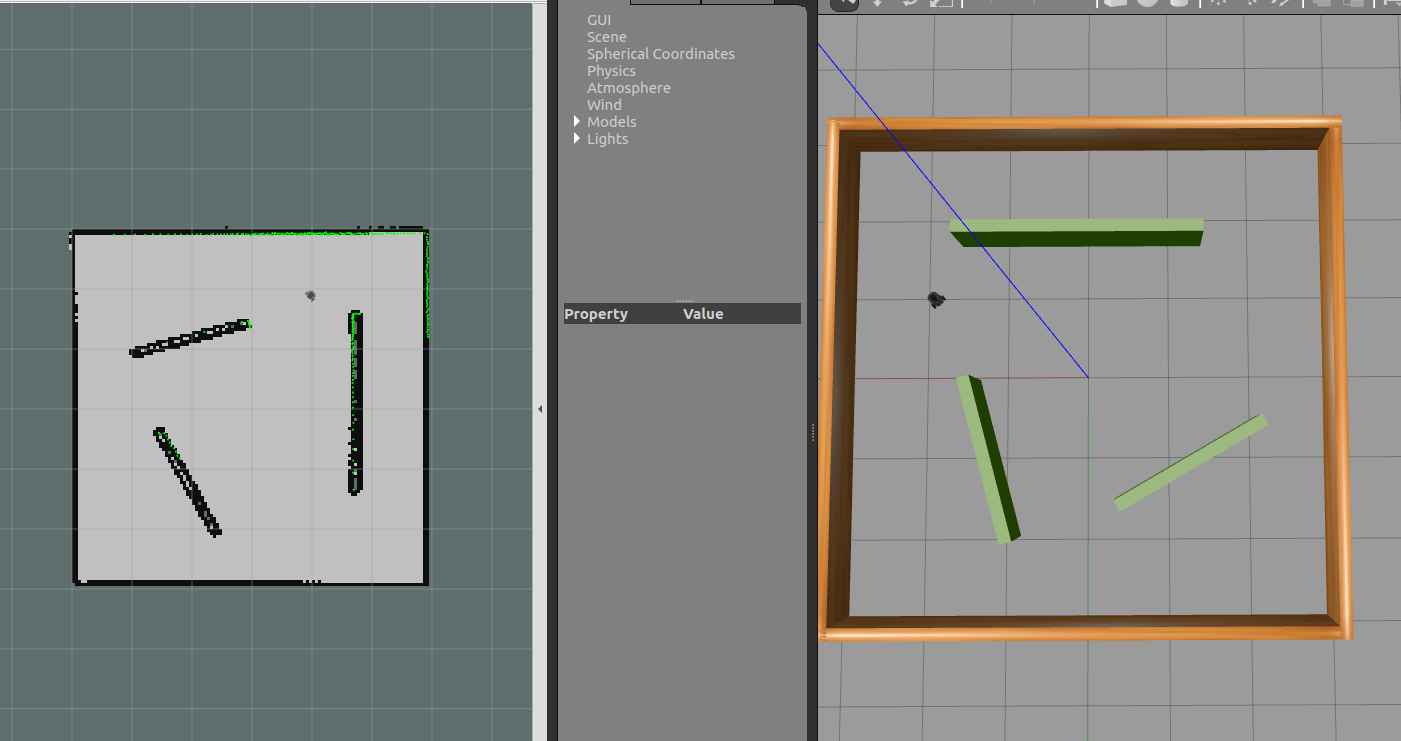 GUI
Scene
Spherical Coordinates
Physics
Atmosphere
Wind
Models
Lights
Property Value